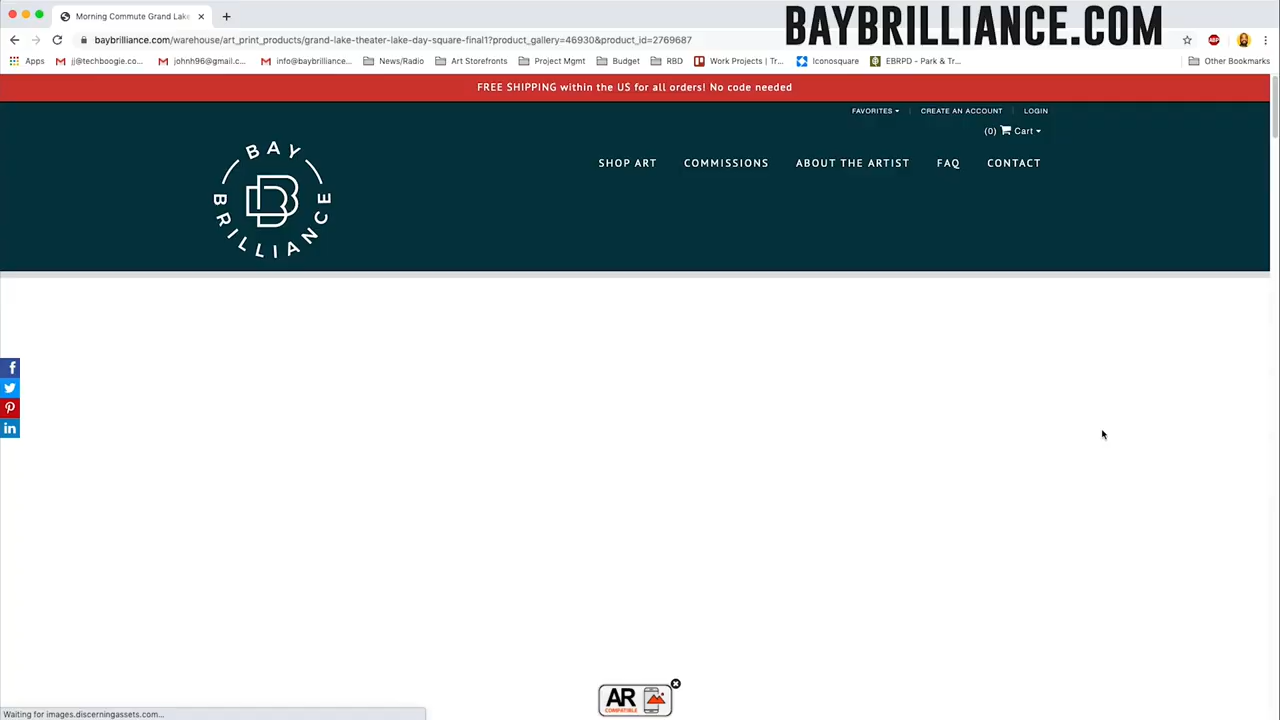 Morning Commute Grand Lake
BAYBRILLIANCE.COM
baybrilliance.com/warehouse/art_print_products/grand-lake-theater-lake-day-square-final1?product_gallery=46930&product_id=2769687
Apps jj@techboogie.co... johnh96@gmail.c... info@baybrilliance... News/Radio Art Storefronts Project Mgmt Budget RBD Work Projects | Tr... Iconosquare EBRPD - Park & Tr... Other Bookmarks
FREE SHIPPING within the US for all orders! No code needed
FAVORITES CREATE AN ACCOUNT LOGIN
(0) Cart
BAY BRILLIANCE
SHOP ART COMMISSIONS ABOUT THE ARTIST FAQ CONTACT
AR
COMPATIBLE
Waiting for images.discerningassets.com...